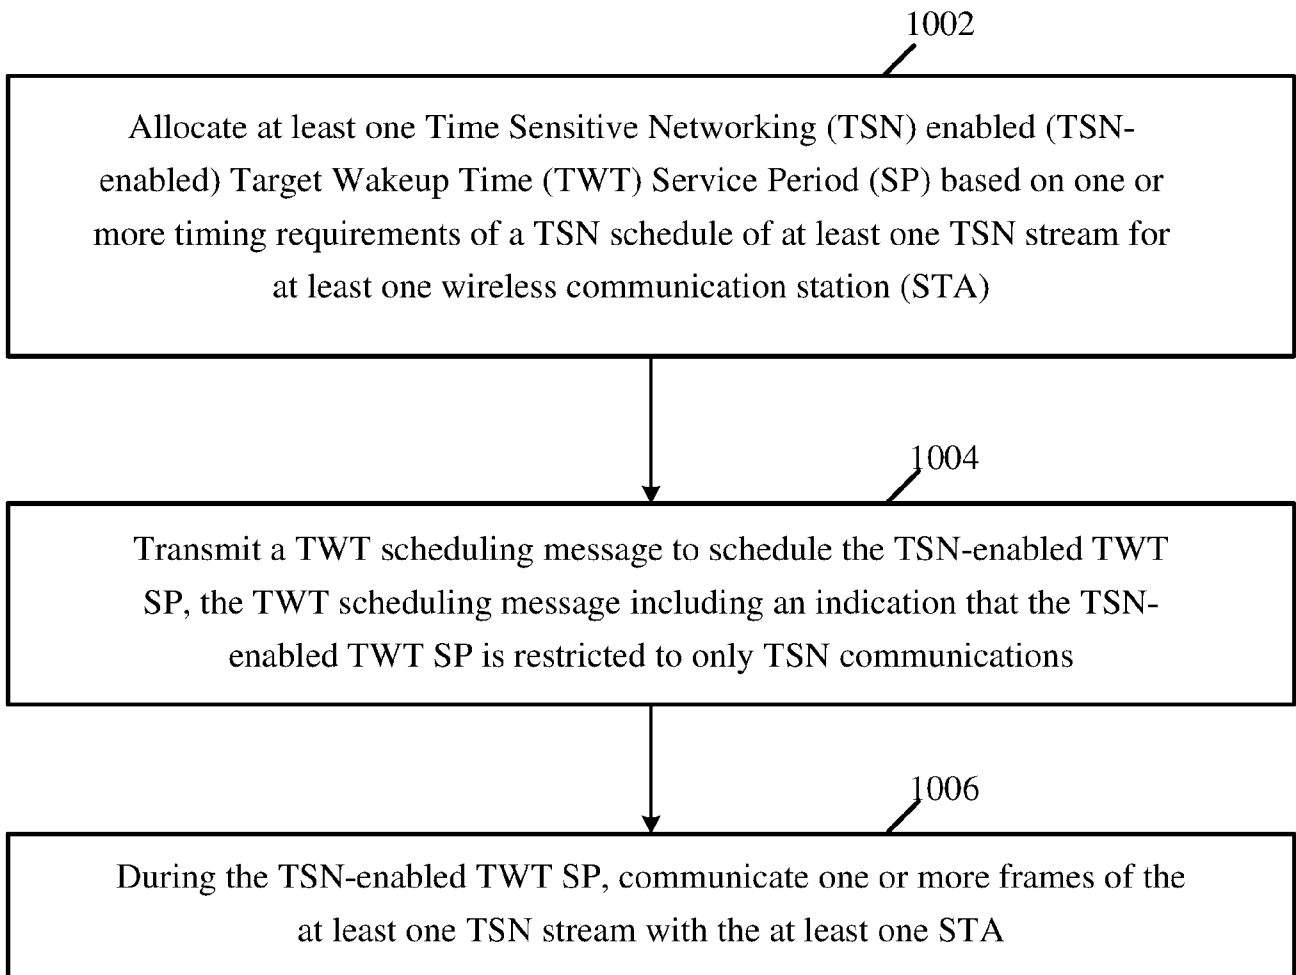 1002
Allocate at least one Time Sensitive Networking (TSN) enabled (TSN-
enabled) Target Wakeup Time (TWT) Service Period (SP) based on one or
more timing requirements of a TSN schedule of at least one TSN stream for
at least one wireless communication station (STA)
1004
Transmit a TWT scheduling message to schedule the TSN-enabled TWT
SP, the TWT scheduling message including an indication that the TSN-
enabled TWT SP is restricted to only TSN communications
1006
During the TSN-enabled TWT SP, communicate one or more frames of the
at least one TSN stream with the at least one STA